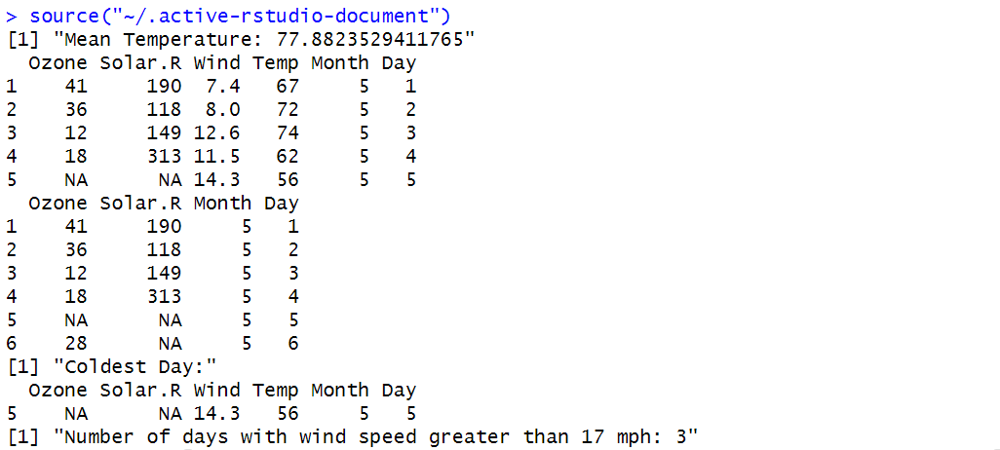 > source("~/.active-rstudio-document")
[1] "Mean Temperature: 77.8823529411765"
  Ozone Solar.R Wind Temp Month Day
1    41     190  7.4   67     5   1
2    36     118  8.0   72     5   2
3    12     149 12.6   74     5   3
4    18     313 11.5   62     5   4
5    NA      NA 14.3   56     5   5
  Ozone Solar.R Month Day
1    41     190     5   1
2    36     118     5   2
3    12     149     5   3
4    18     313     5   4
5    NA      NA     5   5
6    28      NA     5   6
[1] "Coldest Day:"
  Ozone Solar.R Wind Temp Month Day
5    NA      NA 14.3   56     5   5
[1] "Number of days with wind speed greater than 17 mph: 3"